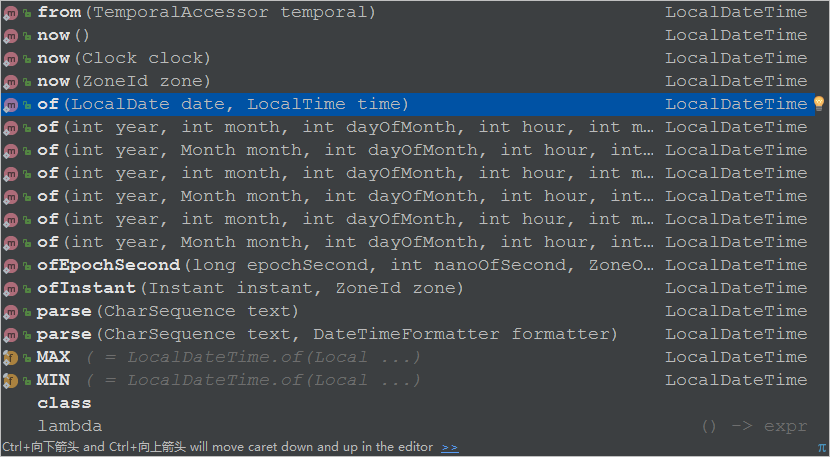 from(TemporalAccessor temporal) LocalDateTime
now() LocalDateTime
now(Clock clock) LocalDateTime
now(ZoneId zone) LocalDateTime
of(LocalDate date, LocalTime time) LocalDateTime
of(int year, int month, int dayOfMonth, int hour, int m… LocalDateTime
of(int year, Month month, int dayOfMonth, int hour, int… LocalDateTime
of(int year, int month, int dayOfMonth, int hour, int m… LocalDateTime
of(int year, Month month, int dayOfMonth, int hour, int… LocalDateTime
of(int year, int month, int dayOfMonth, int hour, int m… LocalDateTime
of(int year, Month month, int dayOfMonth, int hour, int… LocalDateTime
ofEpochSecond(long epochSecond, int nanoOfSecond, ZoneO… LocalDateTime
ofInstant(Instant instant, ZoneId zone) LocalDateTime
parse(CharSequence text) LocalDateTime
parse(CharSequence text, DateTimeFormatter formatter) LocalDateTime
MAX ( = LocalDateTime.of(Local ...) LocalDateTime
MIN ( = LocalDateTime.of(Local ...) LocalDateTime
class
lambda () -> expr
Ctrl+向下箭头 and Ctrl+向上箭头 will move caret down and up in the editor >> π